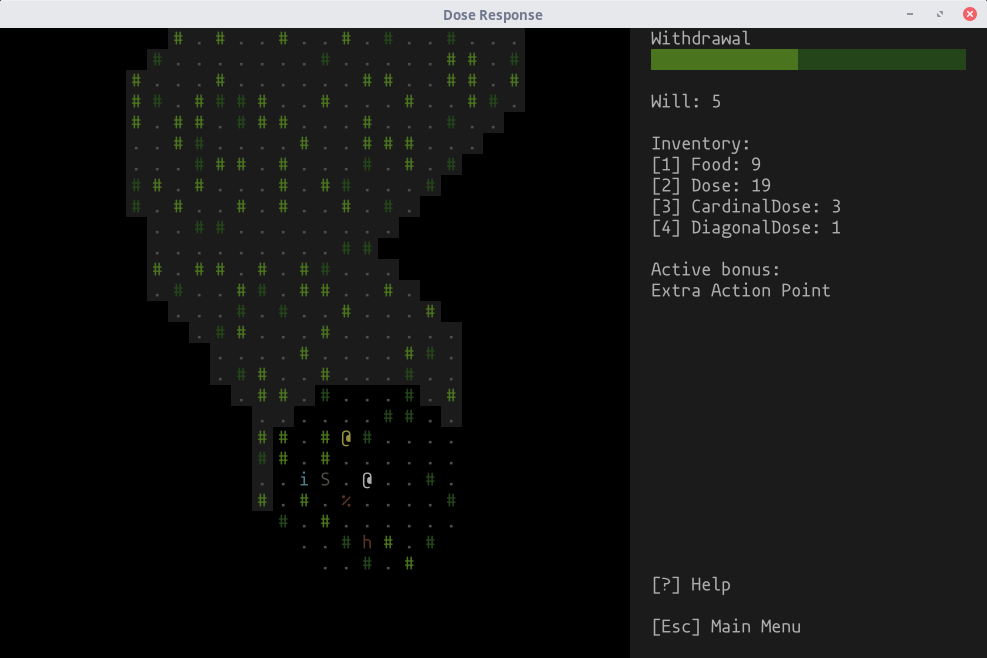 Dose Response
Withdrawal
Will: 5
Inventory:
[1] Food: 9
[2] Dose: 19
[3] CardinalDose: 3
[4] DiagonalDose: 1
Active bonus:
Extra Action Point
@
i S . @
%
h
[?] Help
[Esc] Main Menu